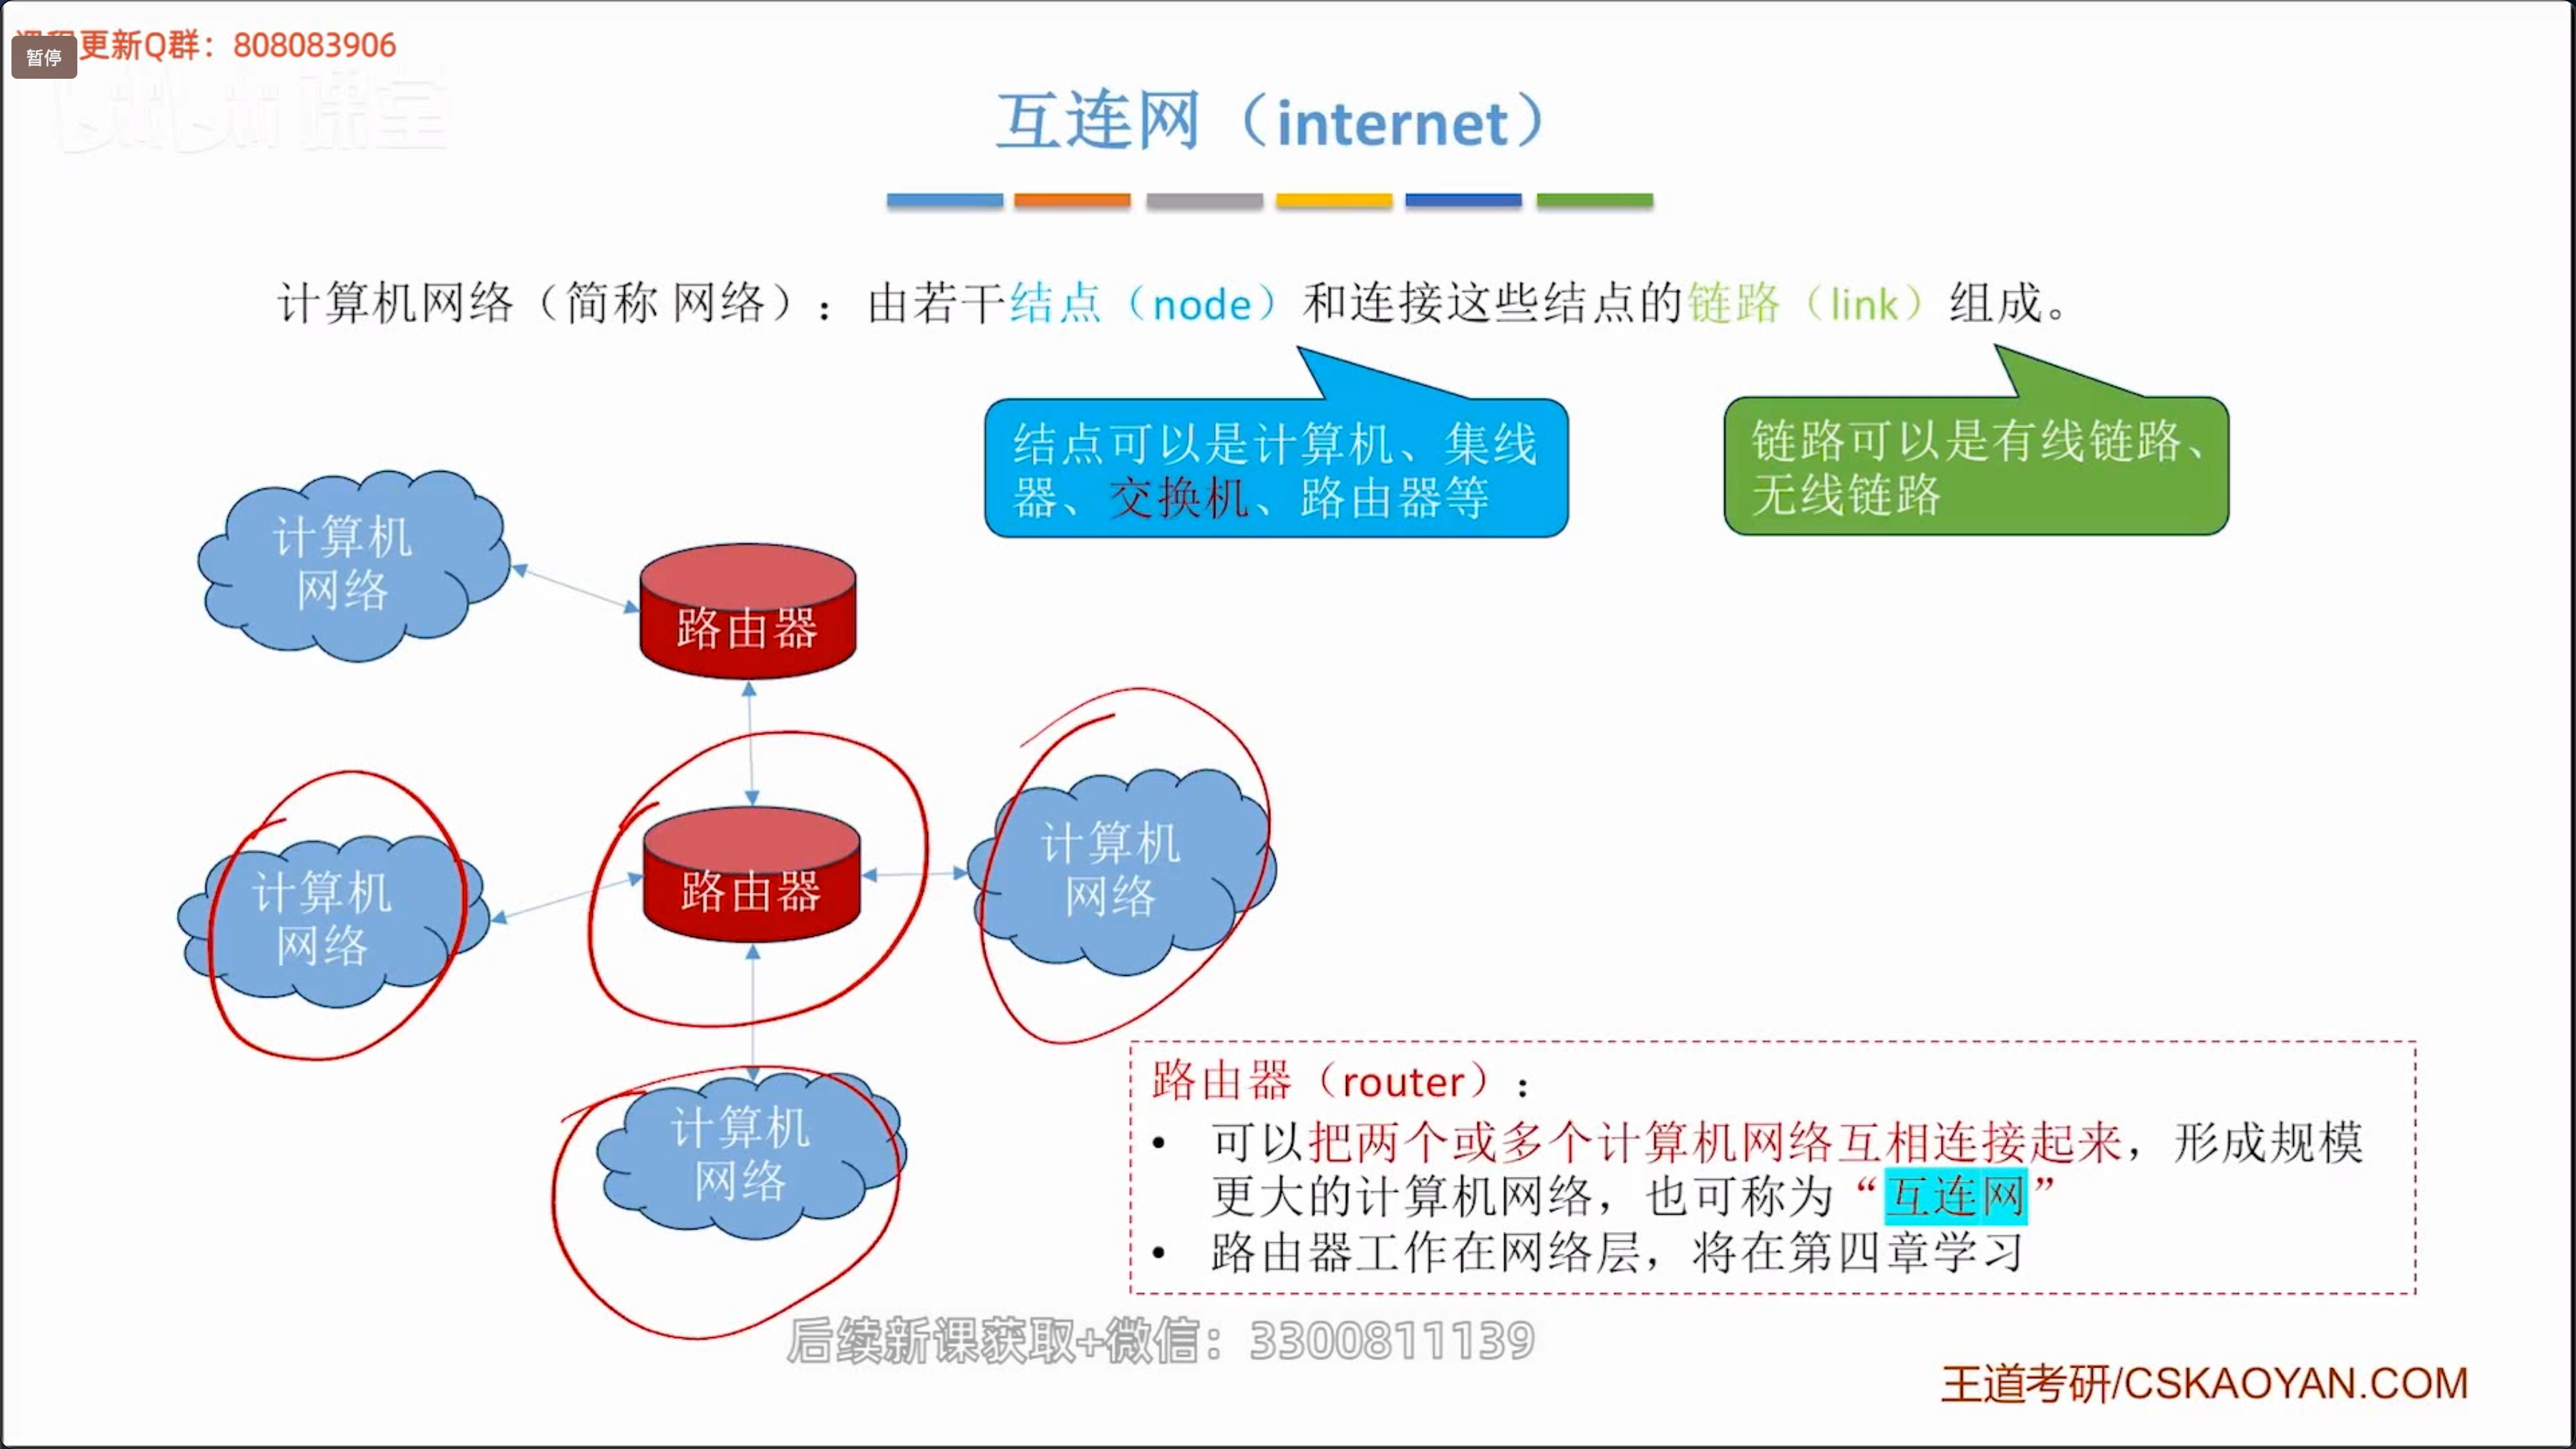 更新Q群：808083906
暂停
课堂
互连网（internet）
计算机网络（简称 网络）：由若干结点（node）和连接这些结点的链路（link）组成。
结点可以是计算机、集线
器、交换机、路由器等
链路可以是有线链路、
无线链路
计算机
网络
路由器
计算机
网络
路由器
计算机
网络
计算机
网络
路由器（router）：
• 可以把两个或多个计算机网络互相连接起来，形成规模
更大的计算机网络，也可称为“互连网”
• 路由器工作在网络层，将在第四章学习
后续新课获取+微信：3300811139
王道考研/CSKAOYAN.COM